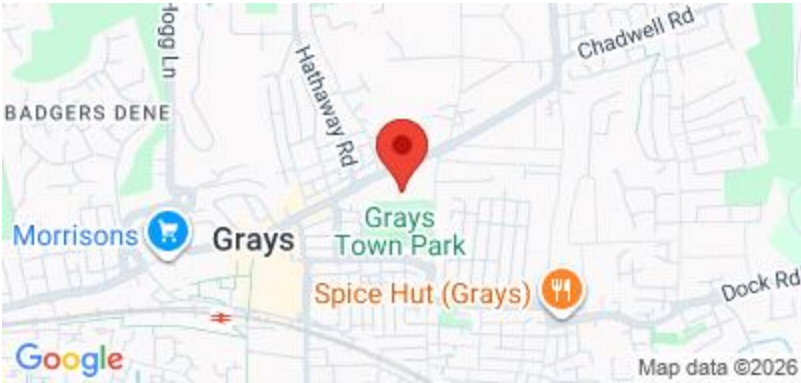 Hogg Ln
Chadwell Rd
Hathaway Rd
BADGERS DENE
Grays
Town Park
Morrisons
Grays
Spice Hut (Grays)
Dock Rd
Google
Map data ©2026